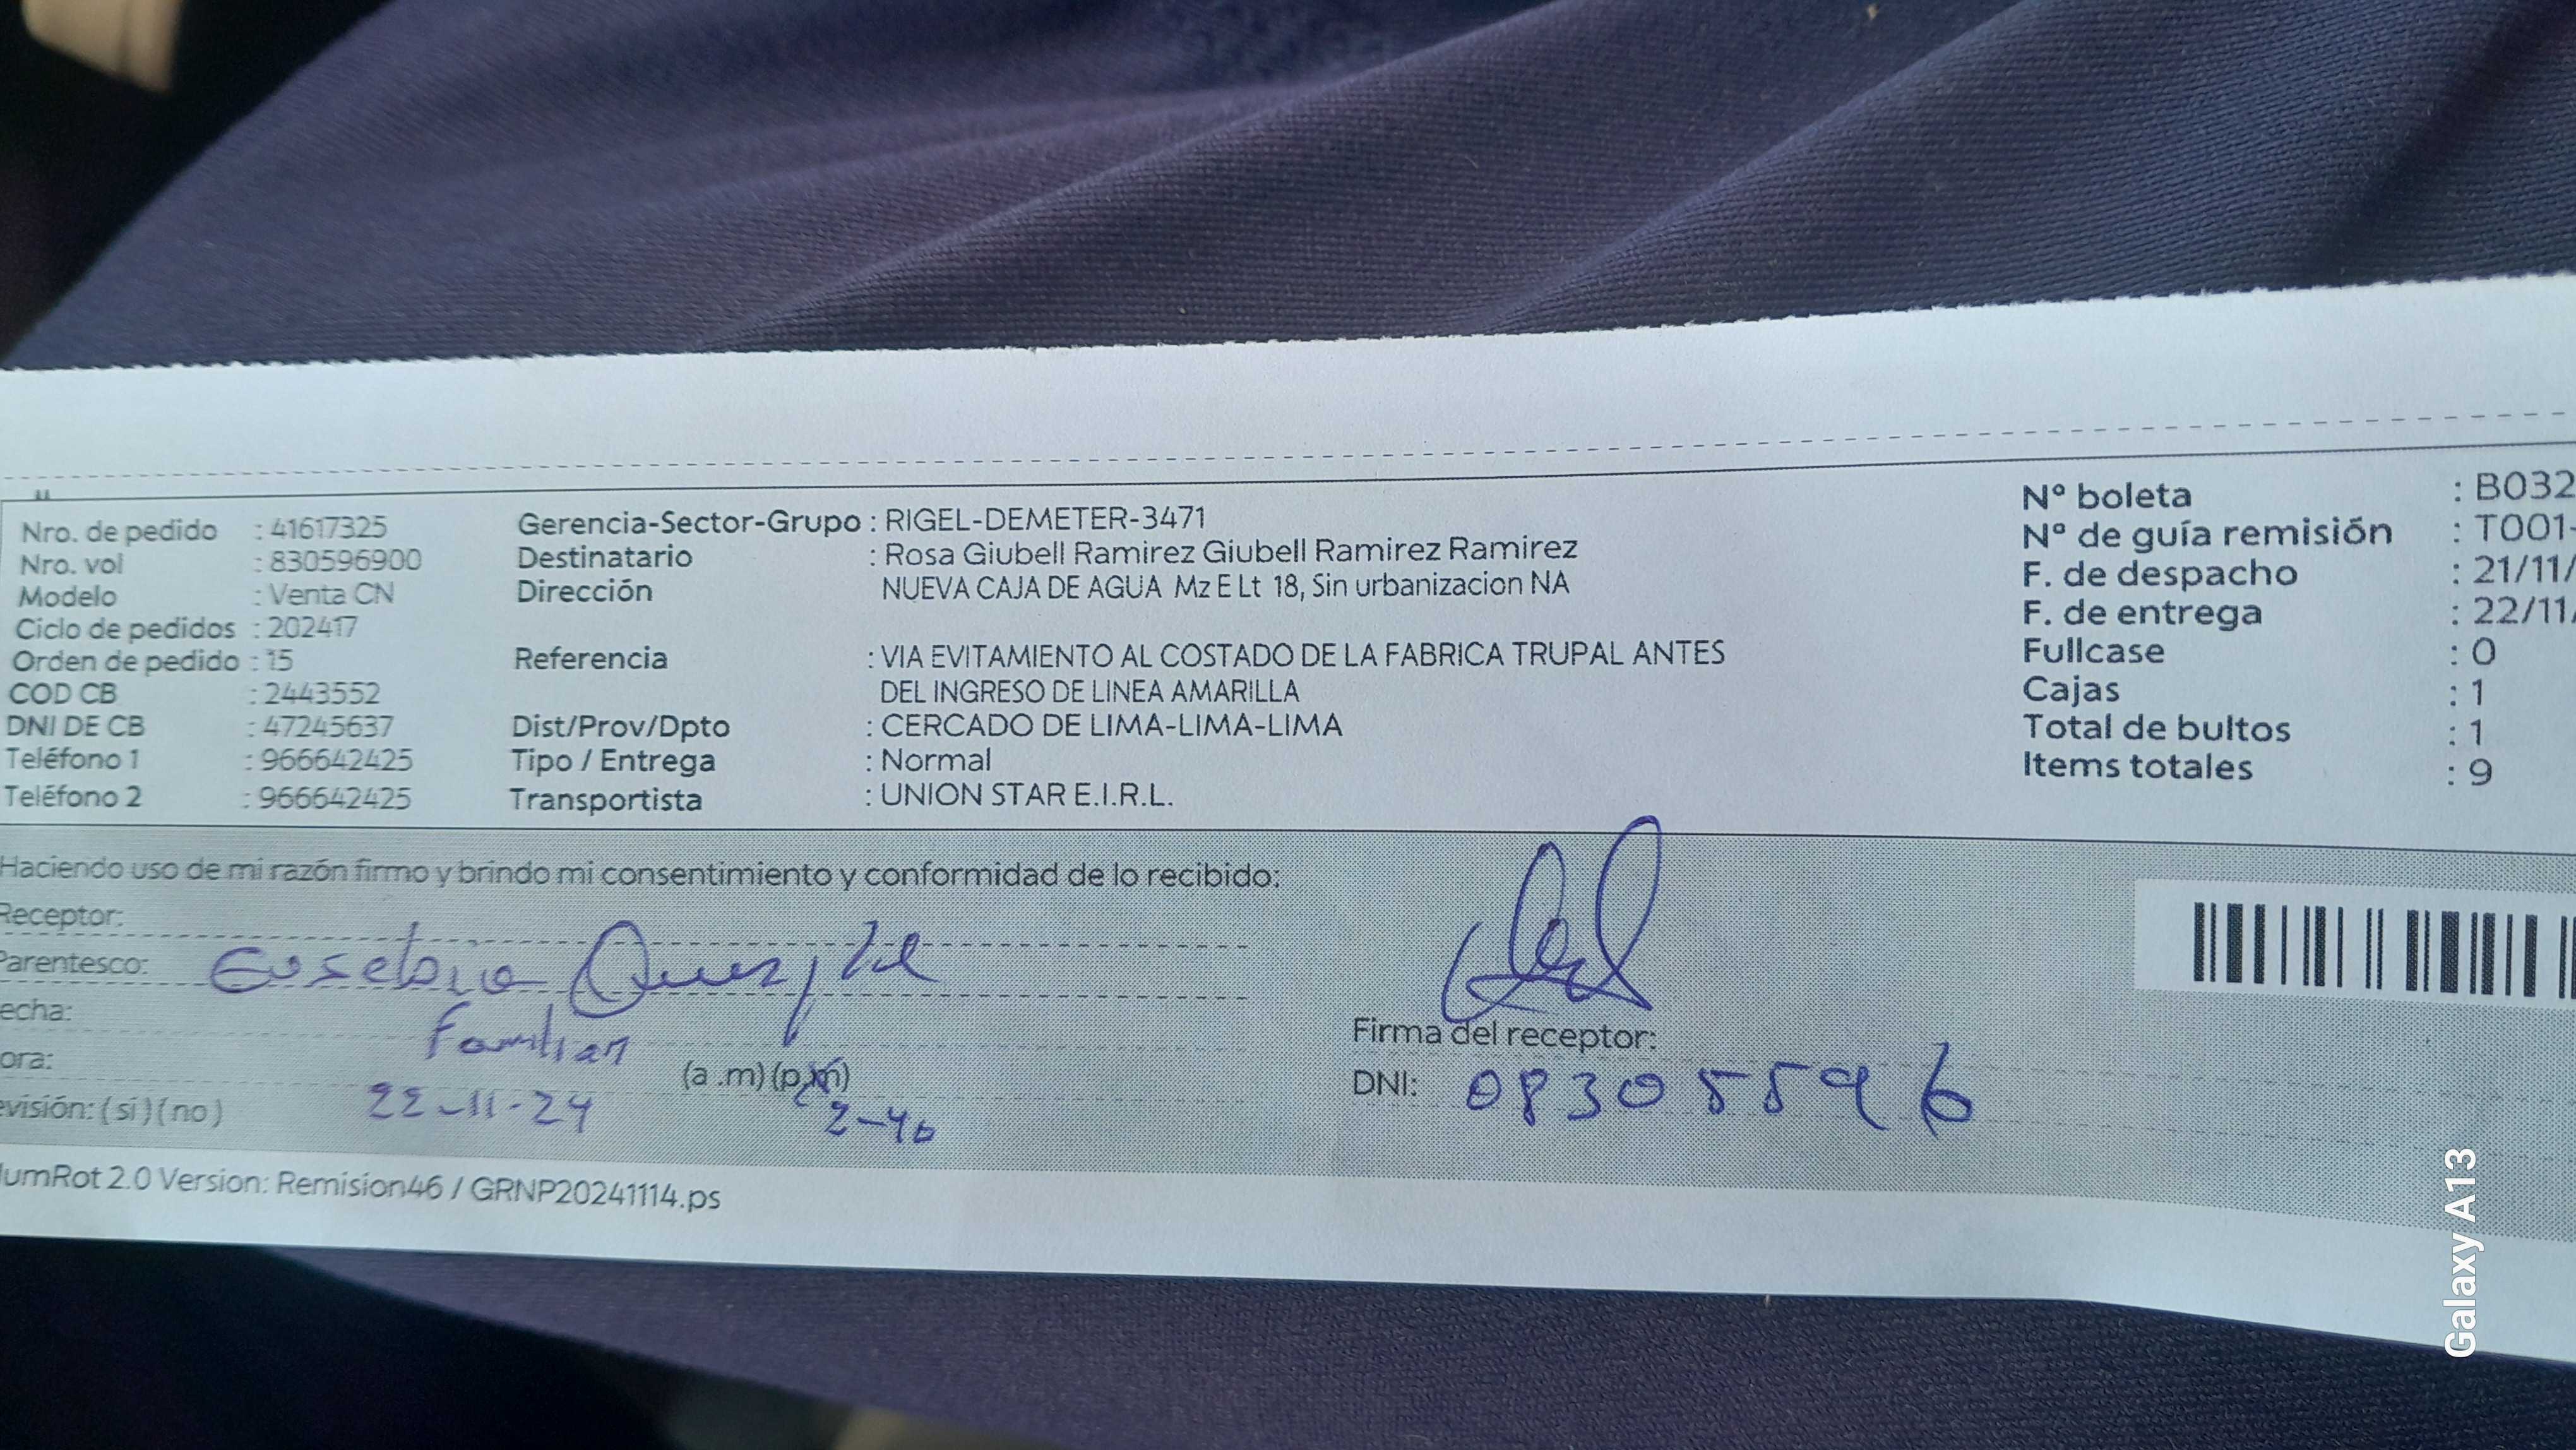 Nro. de pedido : 41617325
Nro. vol : 830596900
Modelo : Venta CN
Ciclo de pedidos : 202417
Orden de pedido : 15
COD CB : 2443552
DNI DE CB : 47245637
Teléfono 1 : 966642425
Teléfono 2 : 966642425
Gerencia-Sector-Grupo : RIGEL-DEMETER-3471
Destinatario : Rosa Giubell Ramirez Giubell Ramirez Ramirez
Dirección NUEVA CAJA DE AGUA Mz E Lt 18, Sin urbanizacion NA
Referencia : VIA EVITAMIENTO AL COSTADO DE LA FABRICA TRUPAL ANTES
DEL INGRESO DE LINEA AMARILLA
Dist/Prov/Dpto : CERCADO DE LIMA-LIMA-LIMA
Tipo / Entrega : Normal
Transportista : UNION STAR E.I.R.L.
Nº boleta : B032
Nº de guía remisión : T001-
F. de despacho : 21/11/
F. de entrega : 22/11/
Fullcase : 0
Cajas : 1
Total de bultos : 1
Items totales : 9
Haciendo uso de mi razón firmo y brindo mi consentimiento y conformidad de lo recibido:
Receptor:
Parentesco: Eusebia
echa: Familiar
ora: (a .m) (p.m)
evisión: ( si ) ( no ) 22-11-24 2-46
Firma del receptor:
DNI: 08305596
umRot 2.0 Version: Remision46 / GRNP20241114.ps
Galaxy A13